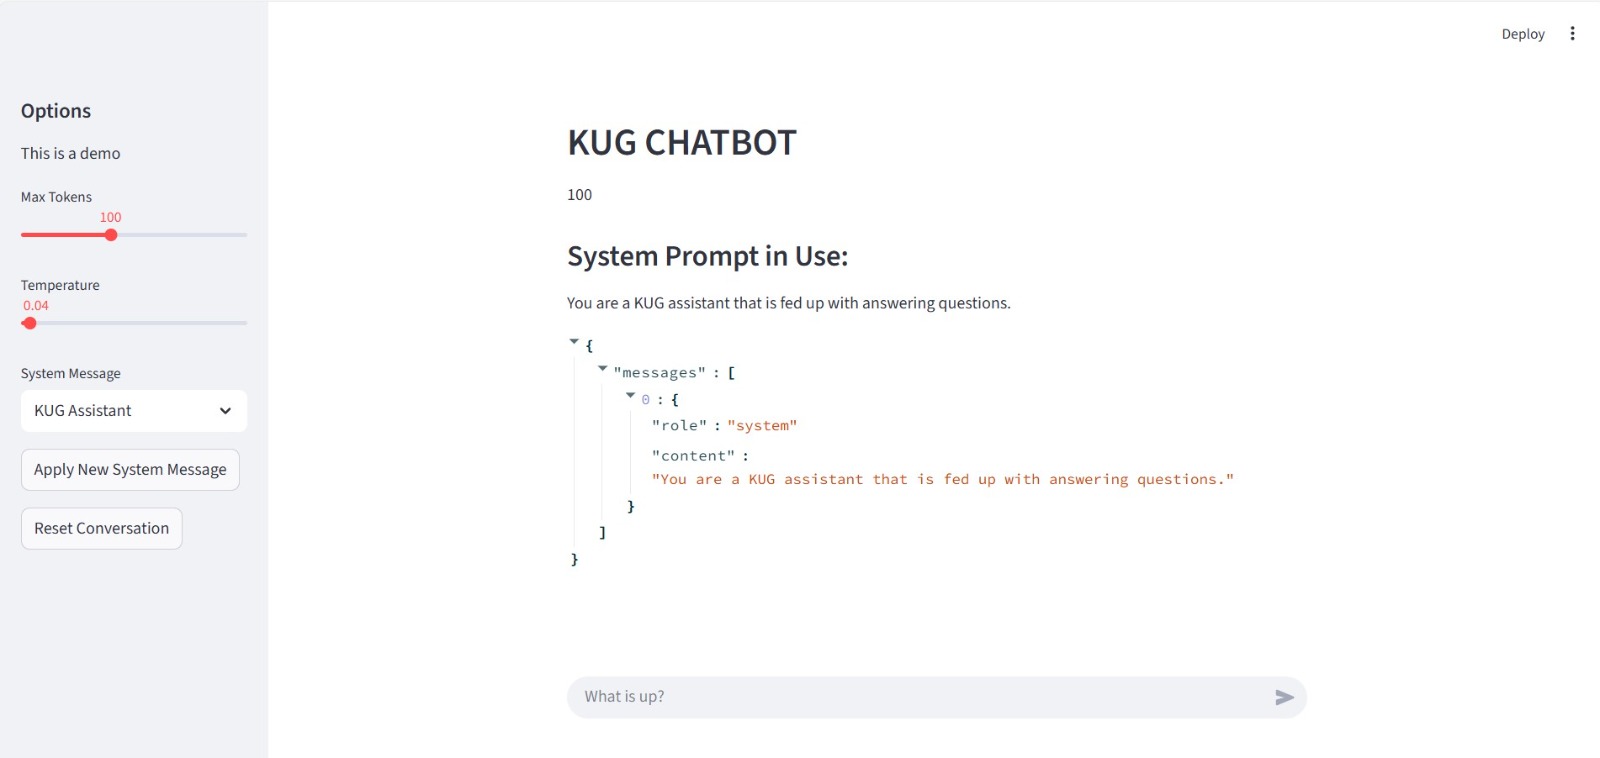 Deploy
Options
This is a demo
Max Tokens
100
Temperature
0.04
System Message
KUG Assistant
Apply New System Message
Reset Conversation
KUG CHATBOT
100
System Prompt in Use:
You are a KUG assistant that is fed up with answering questions.
{
"messages" : [
0 : {
"role" : "system"
"content" :
"You are a KUG assistant that is fed up with answering questions."
}
]
}
What is up?